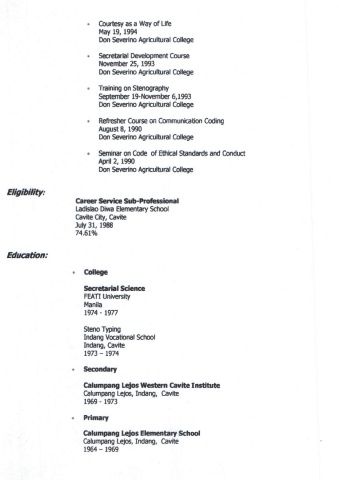 Courtesy as a Way of Life
May 19, 1994
Don Severino Agricultural College
Secretarial Development Course
November 25, 1993
Don Severino Agricultural College
Training on Stenography
September 19-November 6,1993
Don Severino Agricultural College
Refresher Course on Communication Coding
August 8, 1990
Don Severino Agricultural College
Seminar on Code of Ethical Standards and Conduct
April 2, 1990
Don Severino Agricultural College
Eligibility:
Career Service Sub-Professional
Ladislao Diwa Elementary School
Cavite City, Cavite
July 31, 1988
74.61%
Education:
College
Secretarial Science
FEATI University
Manila
1974 - 1977
Steno Typing
Indang Vocational School
Indang, Cavite
1973 – 1974
Secondary
Calumpang Lejos Western Cavite Institute
Calumpang Lejos, Indang, Cavite
1969 - 1973
Primary
Calumpang Lejos Elementary School
Calumpang Lejos, Indang, Cavite
1964 – 1969